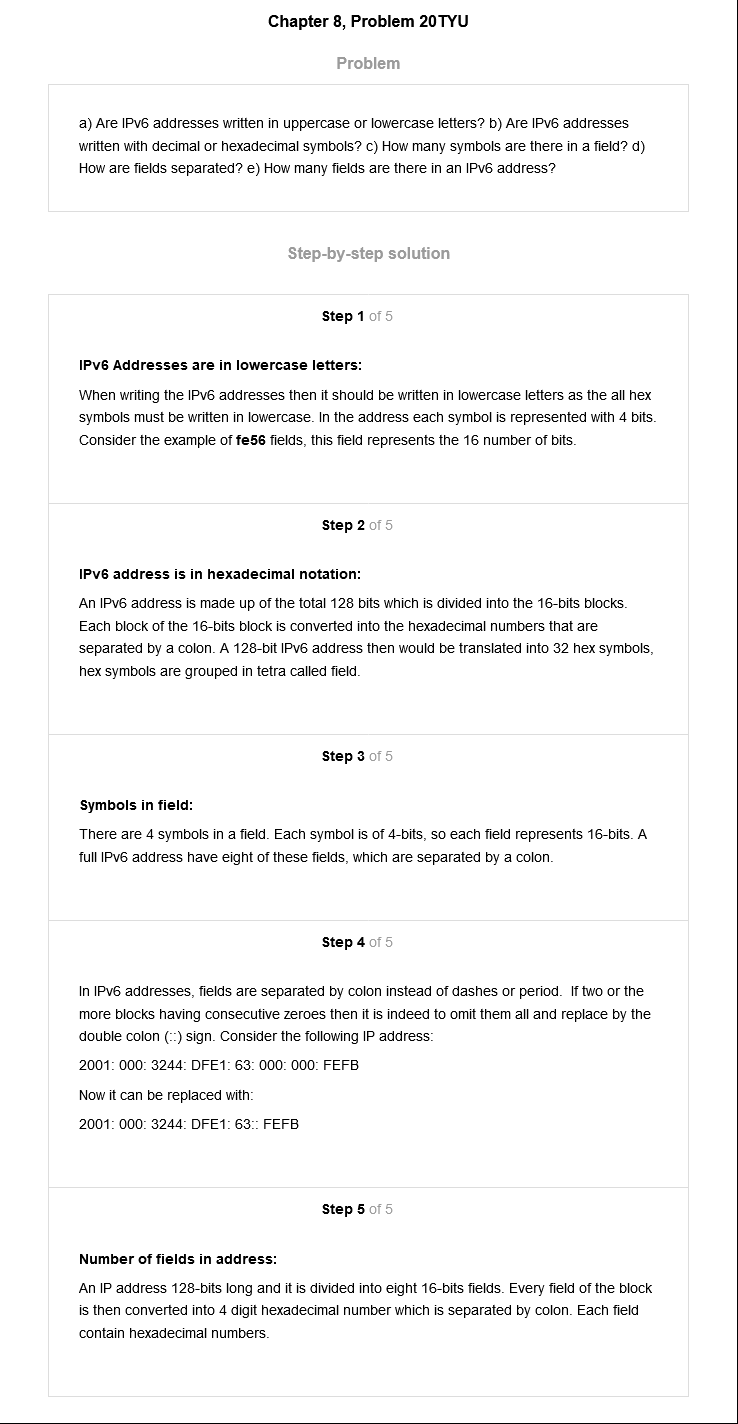 Chapter 8, Problem 20TYU
Problem
a) Are IPv6 addresses written in uppercase or lowercase letters? b) Are IPv6 addresses
written with decimal or hexadecimal symbols? c) How many symbols are there in a field? d)
How are fields separated? e) How many fields are there in an IPv6 address?
Step-by-step solution
Step 1 of 5
IPv6 Addresses are in lowercase letters:
When writing the IPv6 addresses then it should be written in lowercase letters as the all hex
symbols must be written in lowercase. In the address each symbol is represented with 4 bits.
Consider the example of fe56 fields, this field represents the 16 number of bits.
Step 2 of 5
IPv6 address is in hexadecimal notation:
An IPv6 address is made up of the total 128 bits which is divided into the 16-bits blocks.
Each block of the 16-bits block is converted into the hexadecimal numbers that are
separated by a colon. A 128-bit IPv6 address then would be translated into 32 hex symbols,
hex symbols are grouped in tetra called field.
Step 3 of 5
Symbols in field:
There are 4 symbols in a field. Each symbol is of 4-bits, so each field represents 16-bits. A
full IPv6 address have eight of these fields, which are separated by a colon.
Step 4 of 5
In IPv6 addresses, fields are separated by colon instead of dashes or period.  If two or the
more blocks having consecutive zeroes then it is indeed to omit them all and replace by the
double colon (::) sign. Consider the following IP address:
2001: 000: 3244: DFE1: 63: 000: 000: FEFB
Now it can be replaced with:
2001: 000: 3244: DFE1: 63:: FEFB
Step 5 of 5
Number of fields in address:
An IP address 128-bits long and it is divided into eight 16-bits fields. Every field of the block
is then converted into 4 digit hexadecimal number which is separated by colon. Each field
contain hexadecimal numbers.